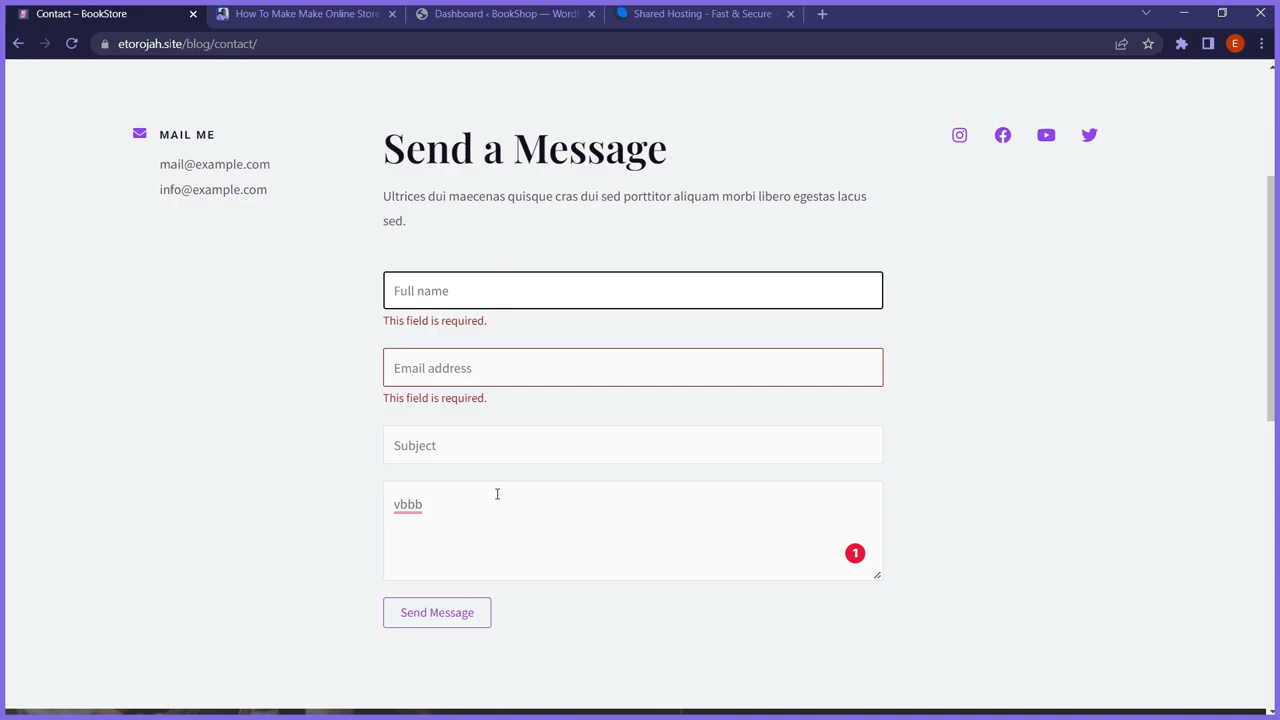 Contact – BookStore
How To Make Make Online Store
Dashboard ‹ BookShop — WordP
Shared Hosting - Fast & Secure -
etorojah.site/blog/contact/
E
MAIL ME
mail@example.com
info@example.com
Send a Message
Ultrices dui maecenas quisque cras dui sed porttitor aliquam morbi libero egestas lacus
sed.
Full name
This field is required.
Email address
This field is required.
Subject
vbbb
1
Send Message